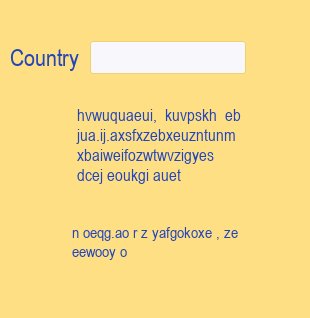 Country
hvwuquaeui, kuvpskh eb
jua.ij.axsfxzebxeuzntunm
xbaiweifozwtwvzigyes
dcej eoukgi auet
n oeqg.ao r z yafgokoxe , ze
eewooy o